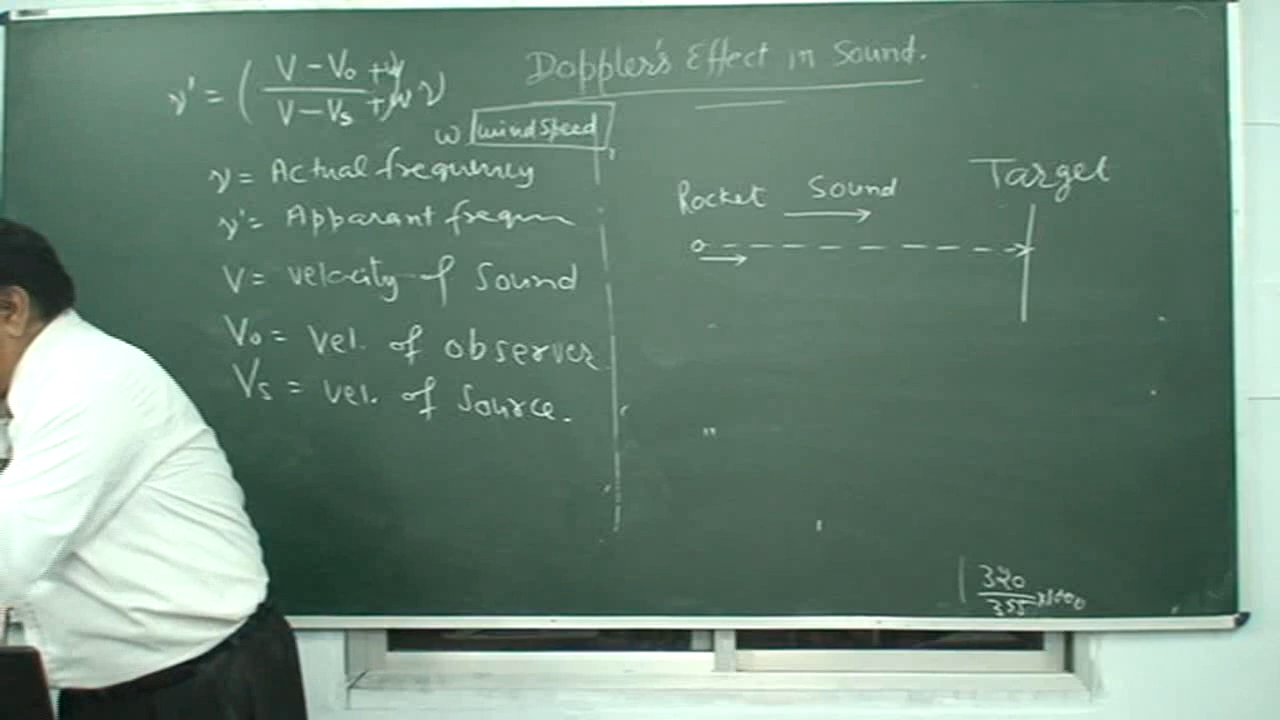 Doppler's Effect in Sound.
ν' = ( V - V₀ + w / V - Vₛ + w ) ν
w windspeed
ν = Actual frequency
ν' = Apparant frequn
V = velocity of Sound
V₀ = Vel. of observer
Vₛ = vel. of Source.
Rocket Sound Target
320/355 × 1000